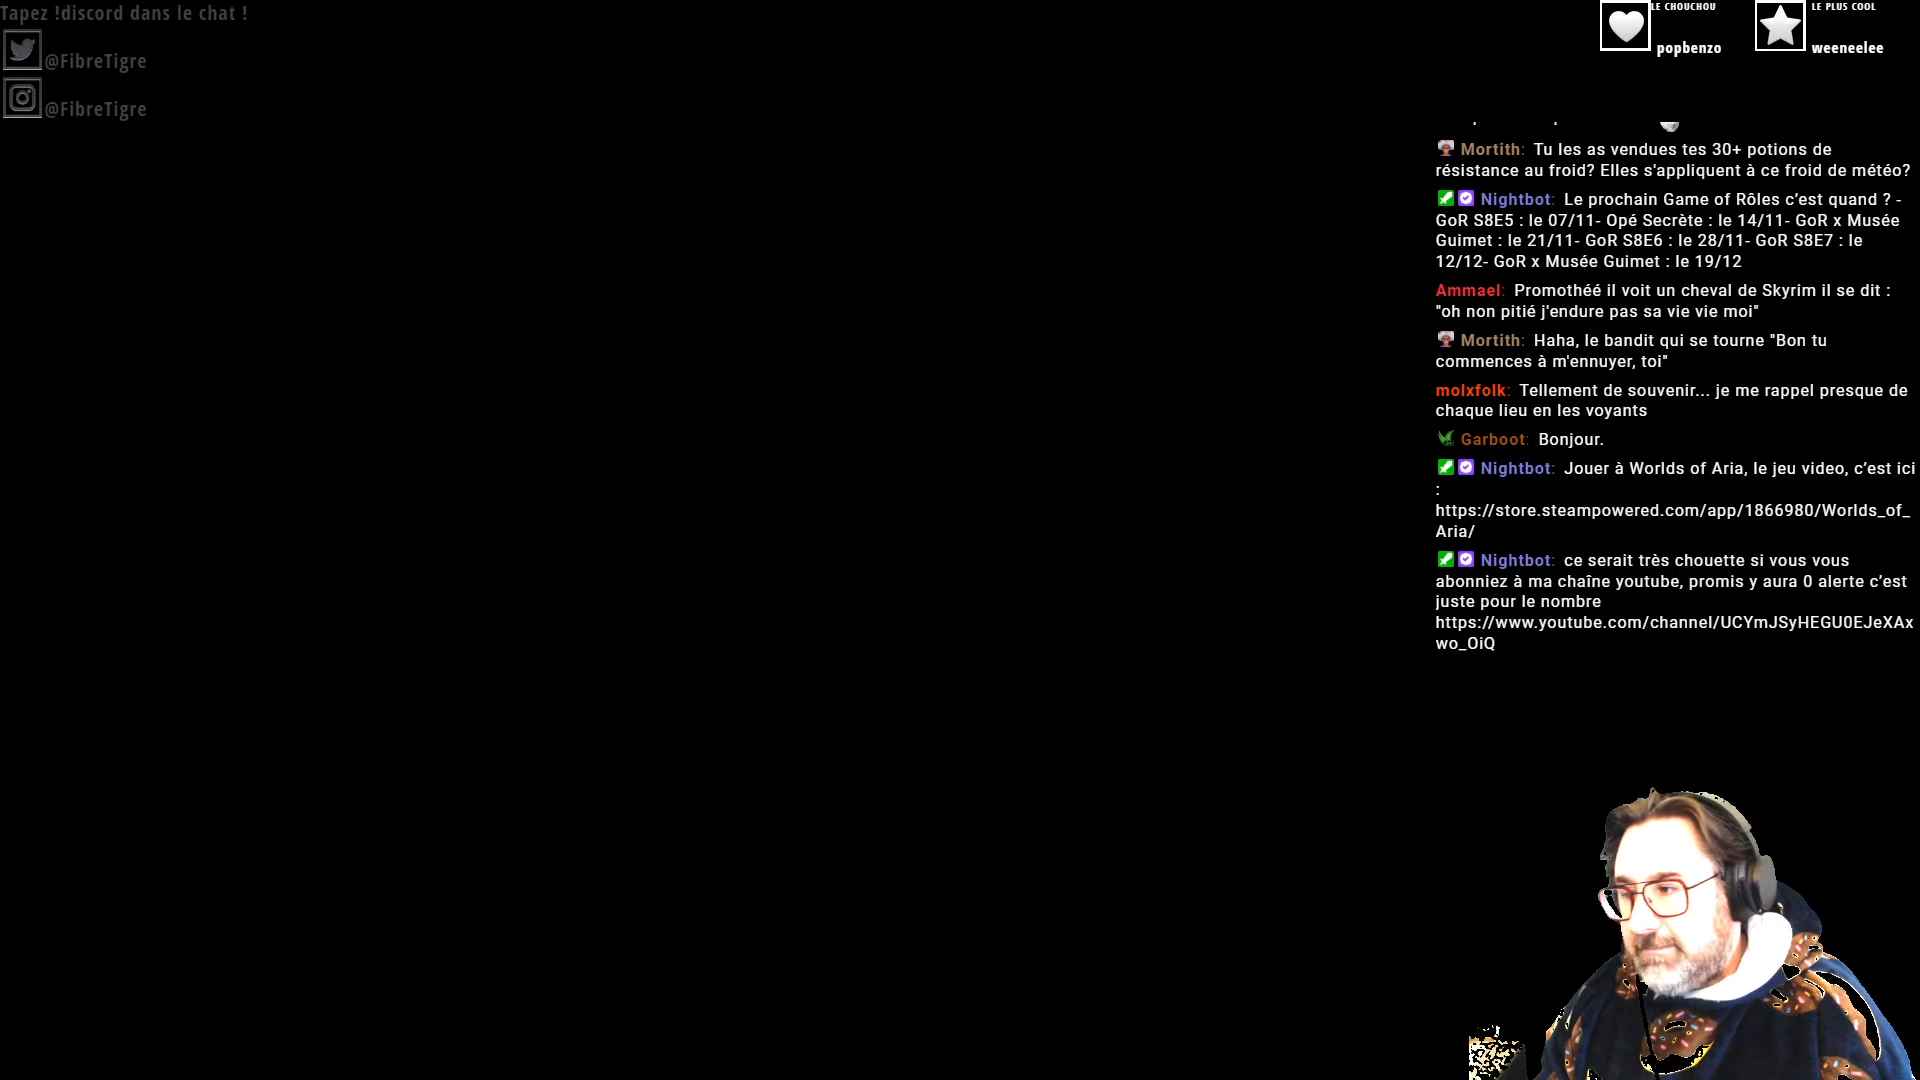 Tapez !discord dans le chat !
@FibreTigre
@FibreTigre
LE CHOUCHOU
popbenzo
LE PLUS COOL
weeneelee
Mortith: Tu les as vendues tes 30+ potions de
résistance au froid? Elles s'appliquent à ce froid de météo?
Nightbot: Le prochain Game of Rôles c’est quand ? -
GoR S8E5 : le 07/11- Opé Secrète : le 14/11- GoR x Musée
Guimet : le 21/11- GoR S8E6 : le 28/11- GoR S8E7 : le
12/12- GoR x Musée Guimet : le 19/12
Ammael: Promothéé il voit un cheval de Skyrim il se dit :
"oh non pitié j'endure pas sa vie vie moi"
Mortith: Haha, le bandit qui se tourne "Bon tu
commences à m'ennuyer, toi"
molxfolk: Tellement de souvenir... je me rappel presque de
chaque lieu en les voyants
Garboot: Bonjour.
Nightbot: Jouer à Worlds of Aria, le jeu video, c’est ici
:
https://store.steampowered.com/app/1866980/Worlds_of_
Aria/
Nightbot: ce serait très chouette si vous vous
abonniez à ma chaîne youtube, promis y aura 0 alerte c’est
juste pour le nombre
https://www.youtube.com/channel/UCYmJSyHEGU0EJeXAx
wo_OiQ